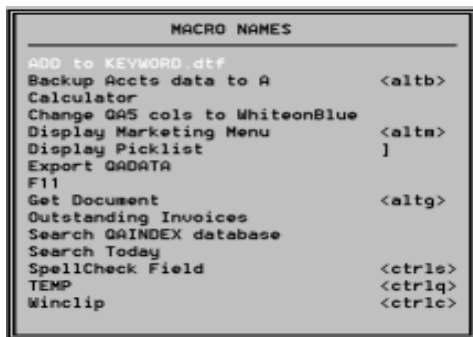 MACRO NAMES
ADD to KEYWORD.dtf
Backup Accts data to A <altb>
Calculator
Change QA5 cols to WhiteonBlue
Display Marketing Menu <altm>
Display Picklist ]
Export QADATA
F11
Get Document <altg>
Outstanding Invoices
Search QAINDEX database
Search Today
SpellCheck Field <ctrls>
TEMP <ctrlq>
Winclip <ctrlc>